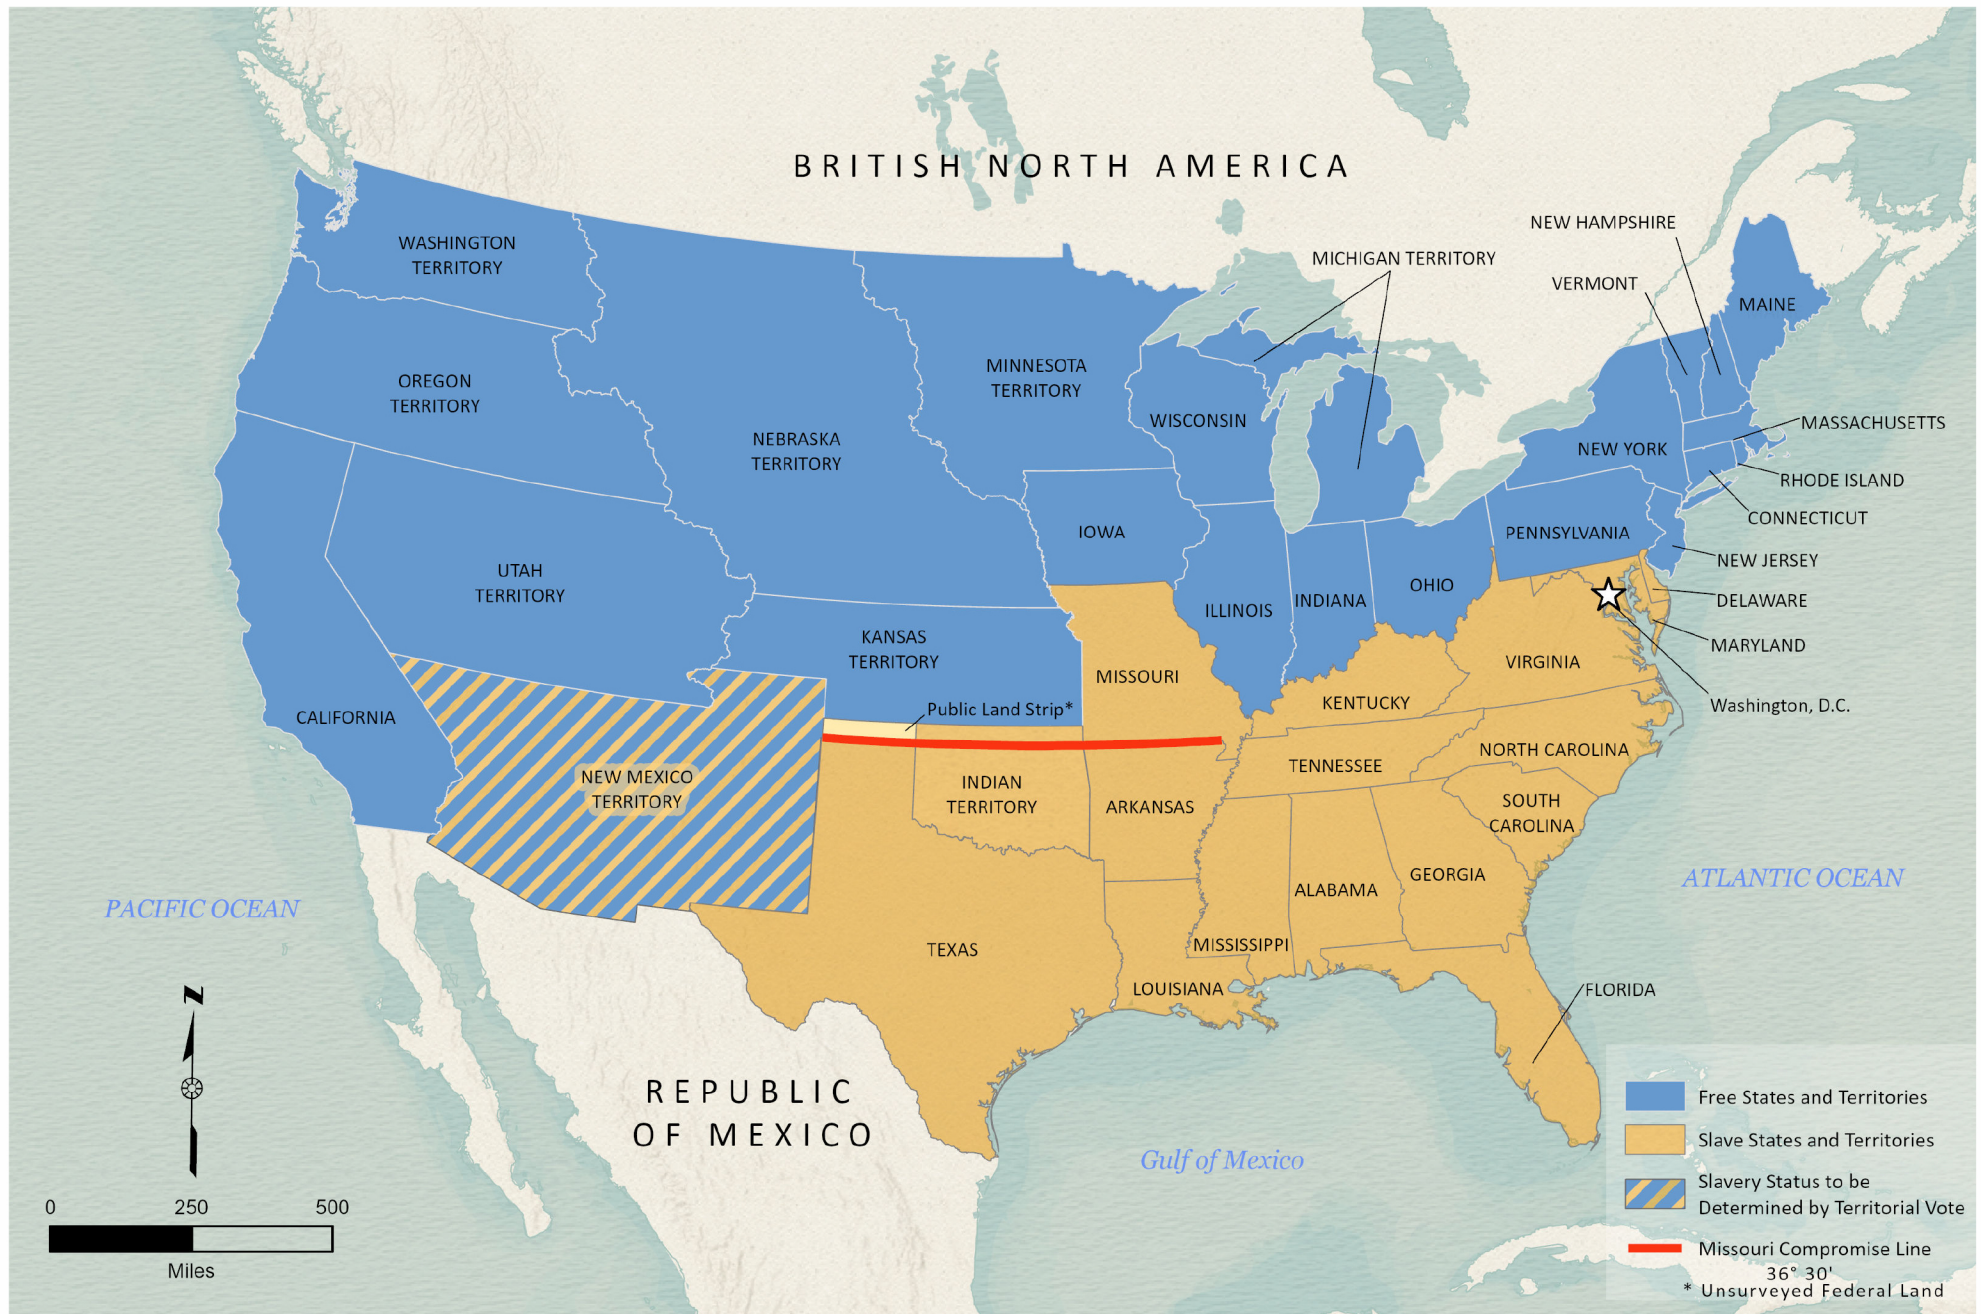 BRITISH NORTH AMERICA
NEW HAMPSHIRE
WASHINGTON
TERRITORY
MICHIGAN TERRITORY
VERMONT
MAINE
OREGON
TERRITORY
MINNESOTA
TERRITORY
WISCONSIN
NEBRASKA
TERRITORY
NEW YORK
MASSACHUSETTS
RHODE ISLAND
CONNECTICUT
IOWA
PENNSYLVANIA
NEW JERSEY
UTAH
TERRITORY
ILLINOIS
INDIANA
OHIO
DELAWARE
MARYLAND
KANSAS
TERRITORY
MISSOURI
VIRGINIA
KENTUCKY
Washington, D.C.
CALIFORNIA
Public Land Strip*
NEW MEXICO
TERRITORY
INDIAN
TERRITORY
ARKANSAS
TENNESSEE
NORTH CAROLINA
SOUTH
CAROLINA
GEORGIA
ALABAMA
MISSISSIPPI
ATLANTIC OCEAN
PACIFIC OCEAN
TEXAS
LOUISIANA
FLORIDA
N
REPUBLIC
OF MEXICO
Gulf of Mexico
0 250 500
Miles
Free States and Territories
Slave States and Territories
Slavery Status to be
Determined by Territorial Vote
Missouri Compromise Line
36° 30'
* Unsurveyed Federal Land